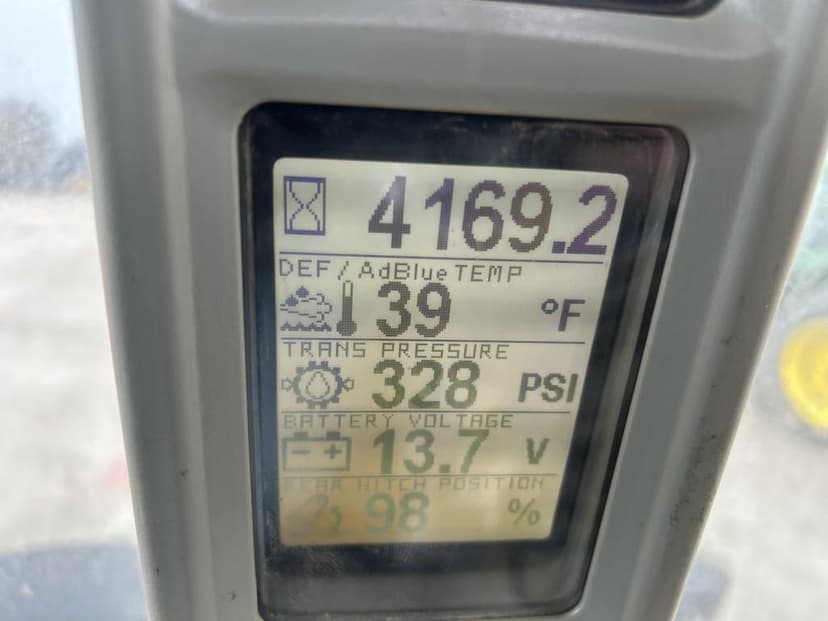 4169.2
DEF/AdBlue TEMP
39 °F
TRANS PRESSURE
328 PSI
BATTERY VOLTAGE
13.7 V
REAR HITCH POSITION
98 %